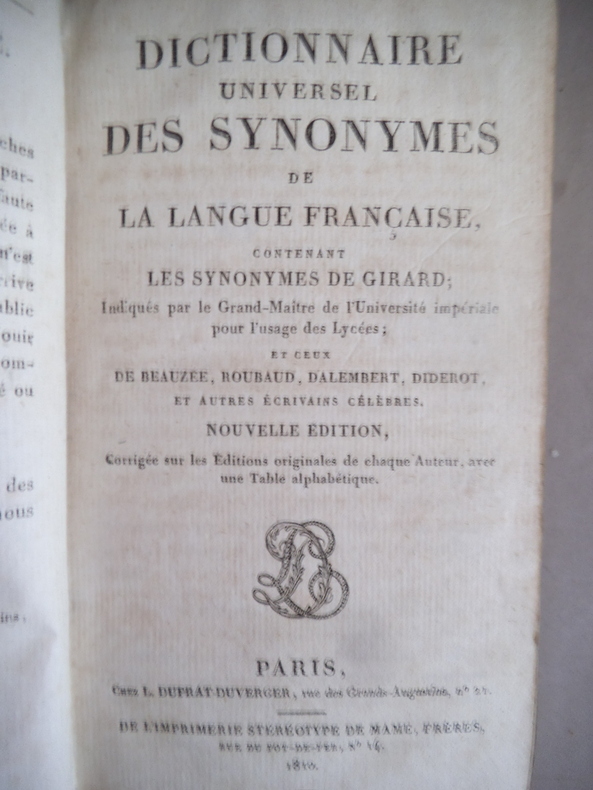 DICTIONNAIRE
UNIVERSEL
DES SYNONYMES
DE
LA LANGUE FRANÇAISE,
CONTENANT
LES SYNONYMES DE GIRARD;
Indiqués par le Grand-Maître de l'Université impériale
pour l'usage des Lycées;
ET CEUX
DE BEAUZÉE, ROUBAUD, DALEMBERT, DIDEROT,
ET AUTRES ÉCRIVAINS CÉLÈBRES.
NOUVELLE ÉDITION,
Corrigée sur les Éditions originales de chaque Auteur, avec
une Table alphabétique.
PARIS,
Chez L. DUPRAT-DUVERGER, rue des Grands-Augustins, n° 21.
DE L'IMPRIMERIE STÉRÉOTYPE DE MAME, FRÈRES,
RUE DU POT-DE-FER, N° 14.
1810.